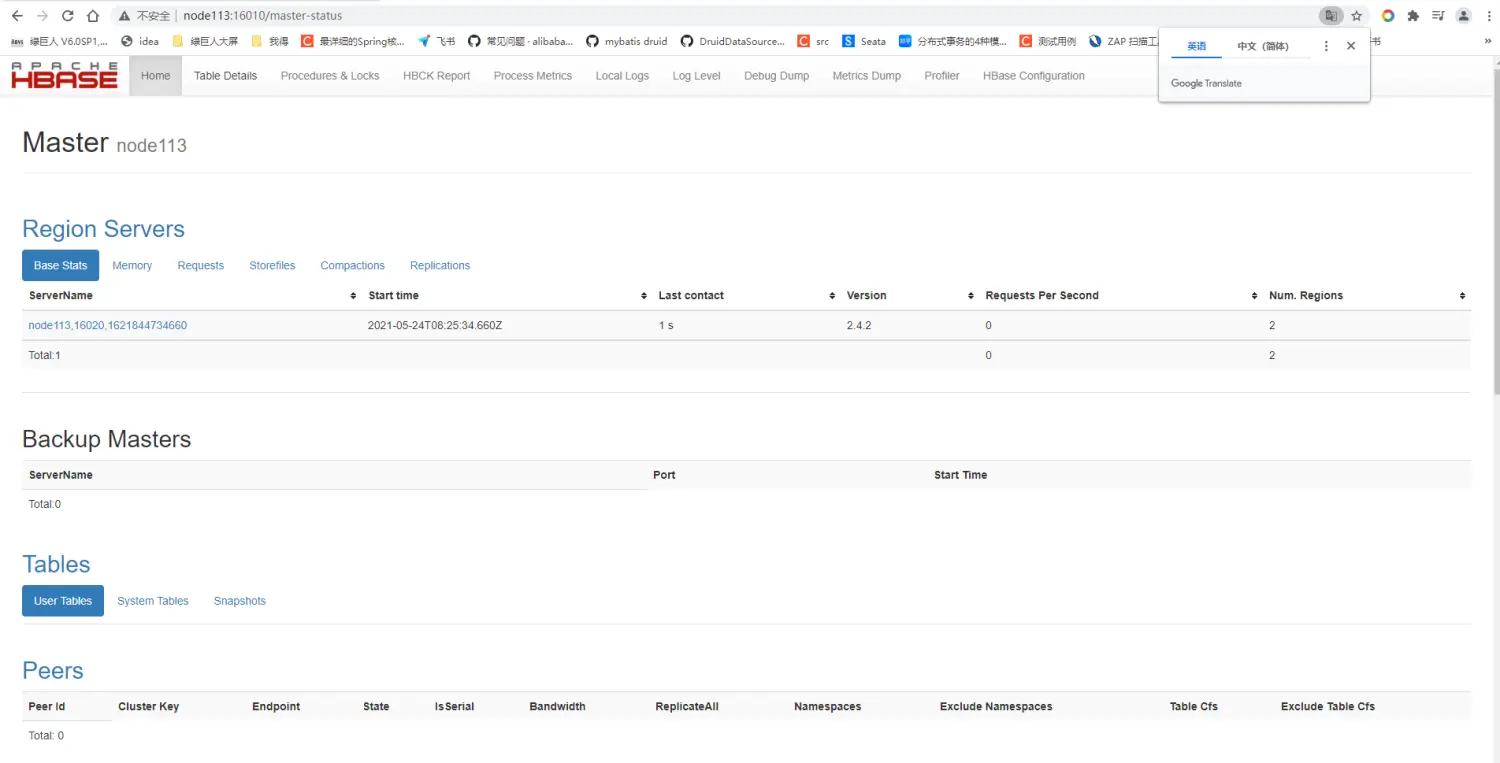 不安全 | node113:16010/master-status
idea 绿巨人大屏 我得 最详细的Spring核... 飞书 常见问题 · alibaba... mybatis druid DruidDataSource... src Seata 分布式事务的4种模... 测试用例 ZAP 扫描工
»
英语 中文（简体）
Google Translate
APACHE
HBASE
Home Table Details Procedures & Locks HBCK Report Process Metrics Local Logs Log Level Debug Dump Metrics Dump Profiler HBase Configuration
Master node113
Region Servers
Base Stats Memory Requests Storefiles Compactions Replications
ServerName Start time Last contact Version Requests Per Second Num. Regions
node113,16020,1621844734660 2021-05-24T08:25:34.660Z 1 s 2.4.2 0 2
Total:1 0 2
Backup Masters
ServerName Port Start Time
Total:0
Tables
User Tables System Tables Snapshots
Peers
Peer Id Cluster Key Endpoint State IsSerial Bandwidth ReplicateAll Namespaces Exclude Namespaces Table Cfs Exclude Table Cfs
Total: 0